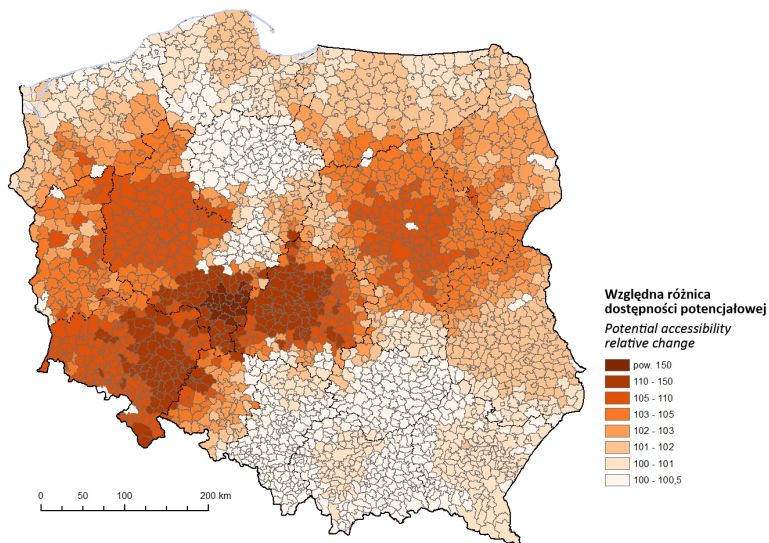 Względna różnica
dostępności potencjałowej
Potential accessibility
relative change
pow. 150
110 - 150
105 - 110
103 - 105
102 - 103
101 - 102
100 - 101
100 - 100,5
0 50 100 200 km